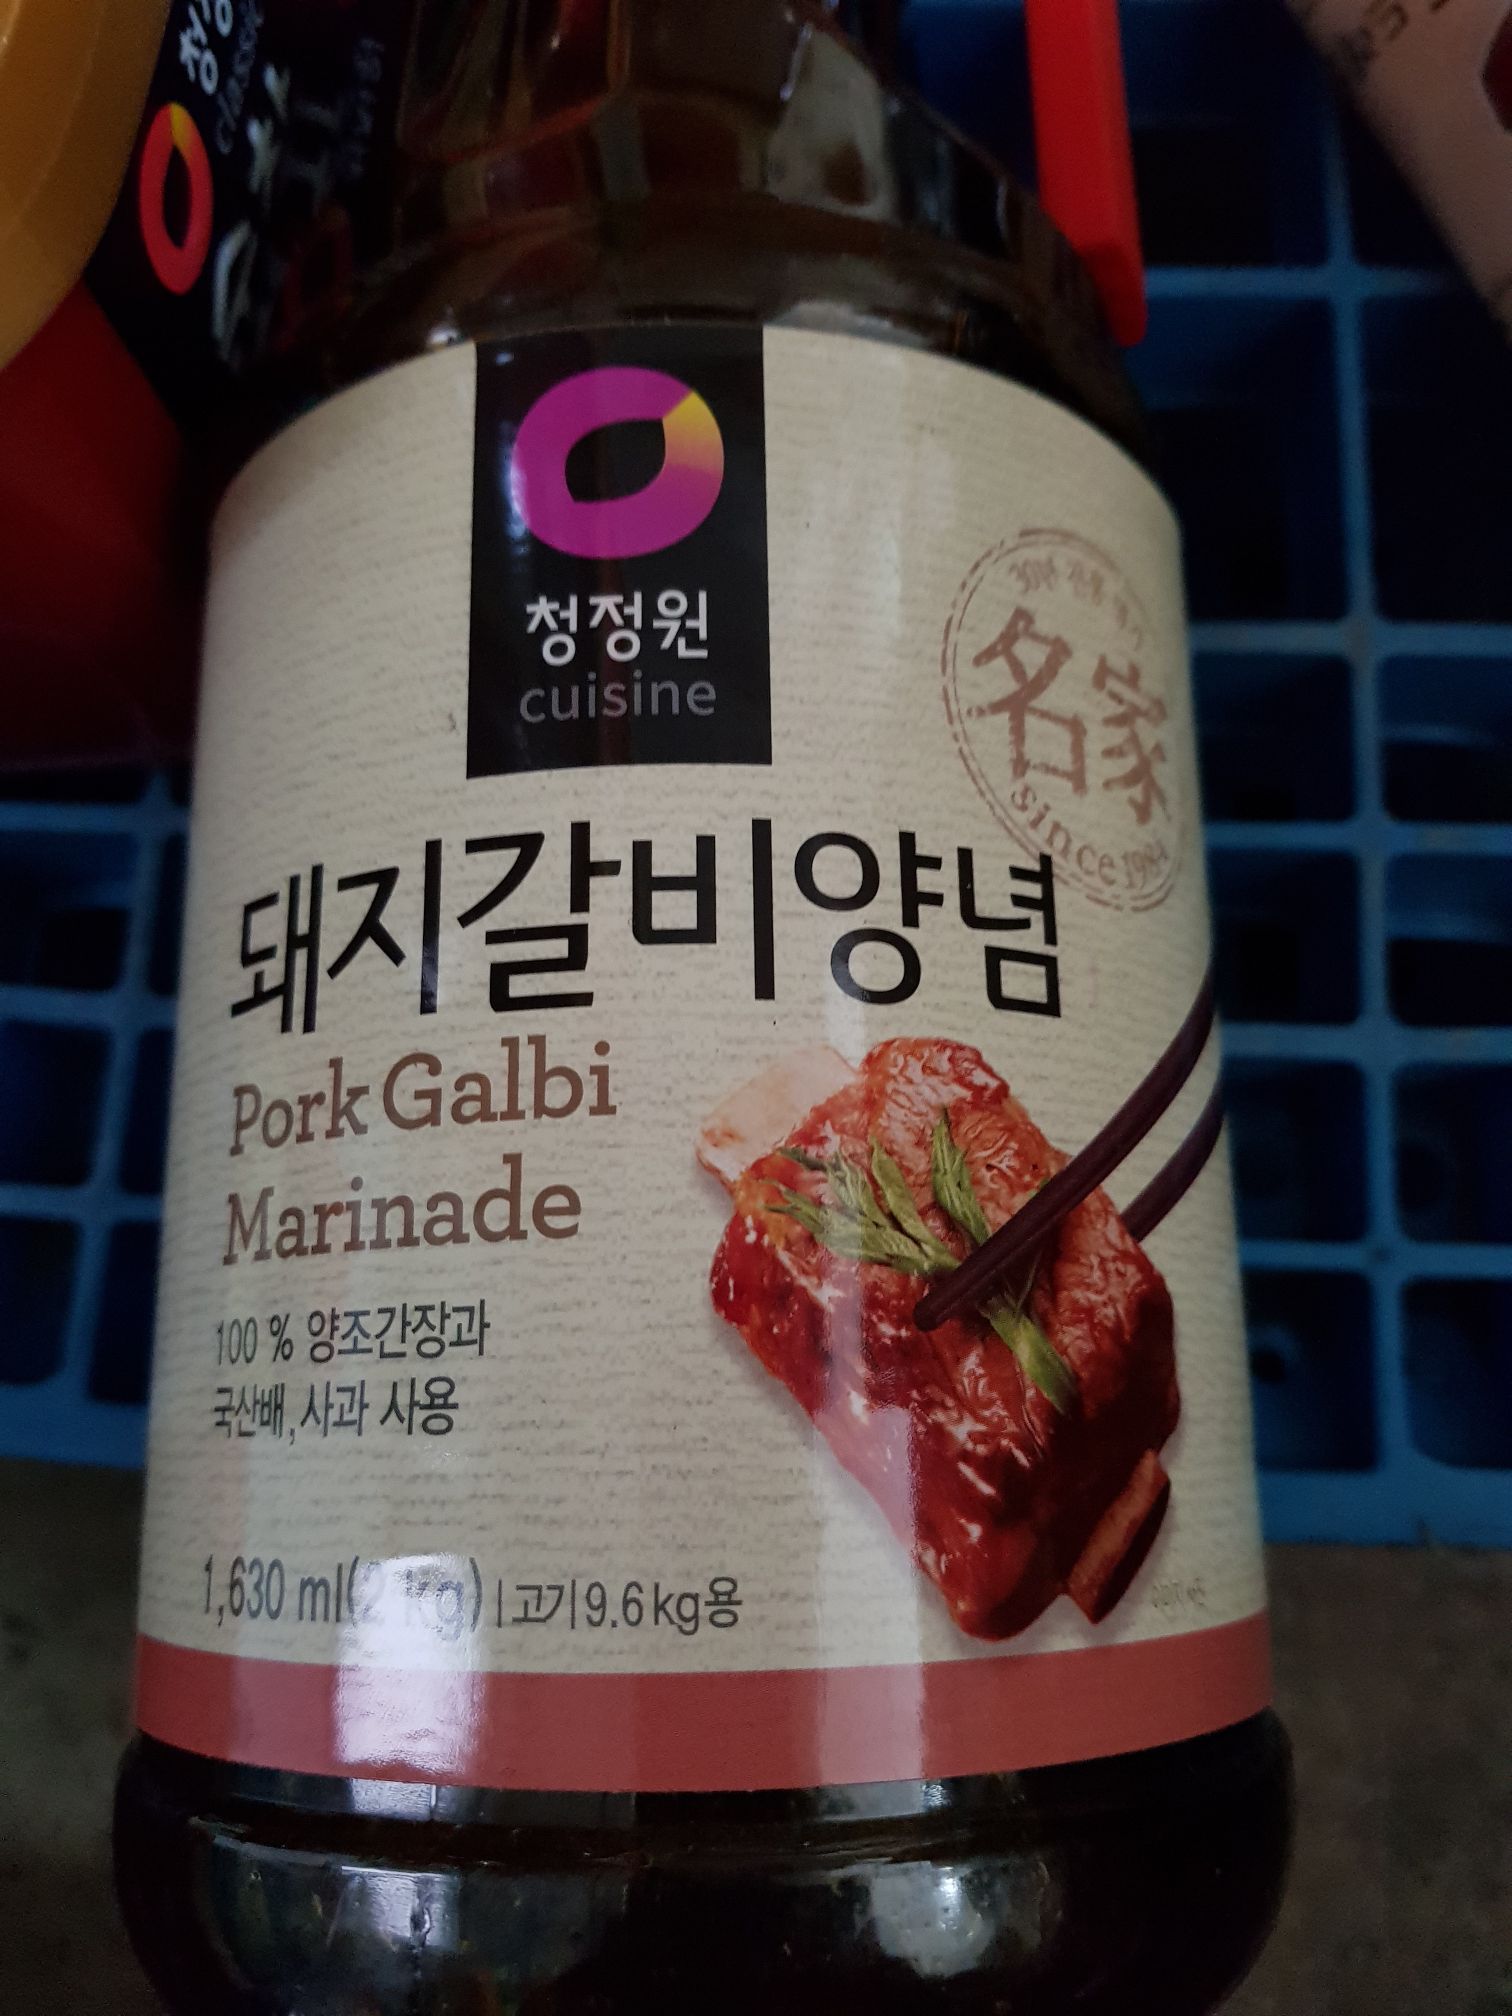 청정원
cuisine
名家
since 1984
돼지갈비양념
Pork Galbi
Marinade
100 % 양조간장과
국산배, 사과 사용
1,630 ml(2 kg) | 고기 9.6 kg용